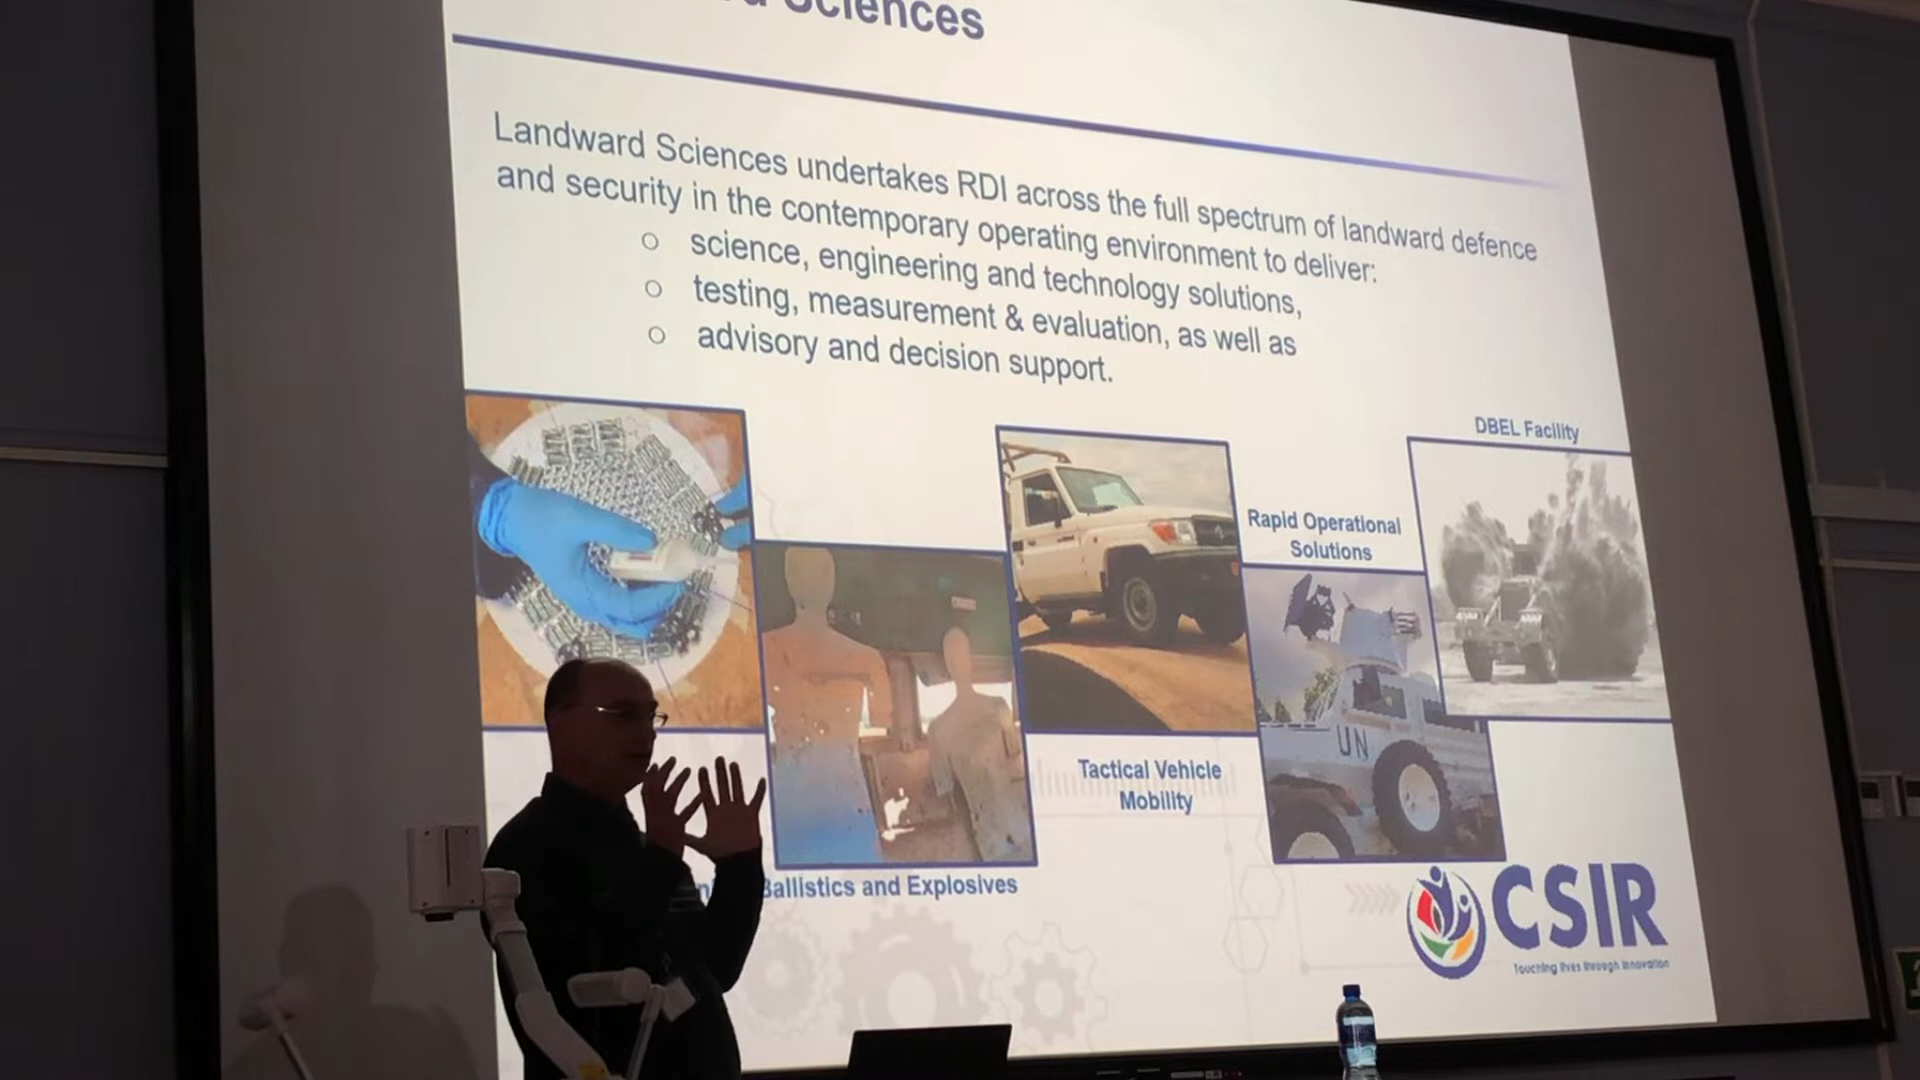 Sciences
Landward Sciences undertakes RDI across the full spectrum of landward defence
and security in the contemporary operating environment to deliver:
science, engineering and technology solutions,
testing, measurement & evaluation, as well as
advisory and decision support.
DBEL Facility
Rapid Operational
Solutions
UN
Tactical Vehicle
Mobility
Ballistics and Explosives
CSIR
Touching lives through innovation